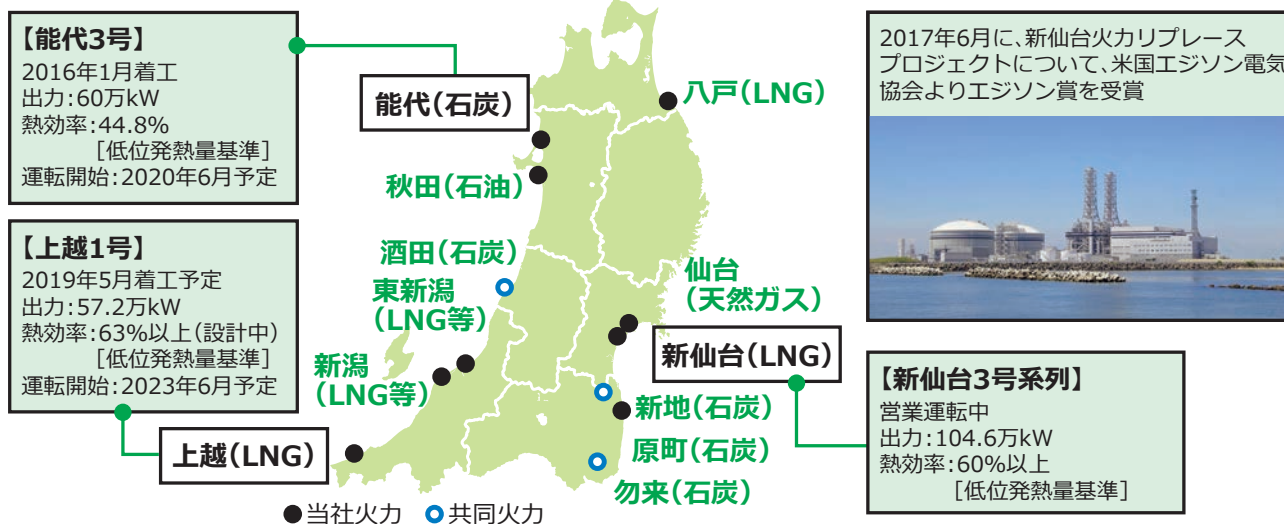 【能代3号】
2016年1月着工
出力：60万kW
熱効率：44.8%
［低位発熱量基準］
運転開始：2020年6月予定
【上越1号】
2019年5月着工予定
出力：57.2万kW
熱効率：63%以上（設計中）
［低位発熱量基準］
運転開始：2023年6月予定
能代（石炭）
八戸（LNG）
秋田（石油）
酒田（石炭）
東新潟
（LNG等）
新潟
（LNG等）
上越（LNG）
仙台
（天然ガス）
新仙台（LNG）
新地（石炭）
原町（石炭）
勿来（石炭）
●当社火力 共同火力
2017年6月に、新仙台火力リプレース
プロジェクトについて、米国エジソン電気
協会よりエジソン賞を受賞
【新仙台3号系列】
営業運転中
出力：104.6万kW
熱効率：60%以上
［低位発熱量基準］